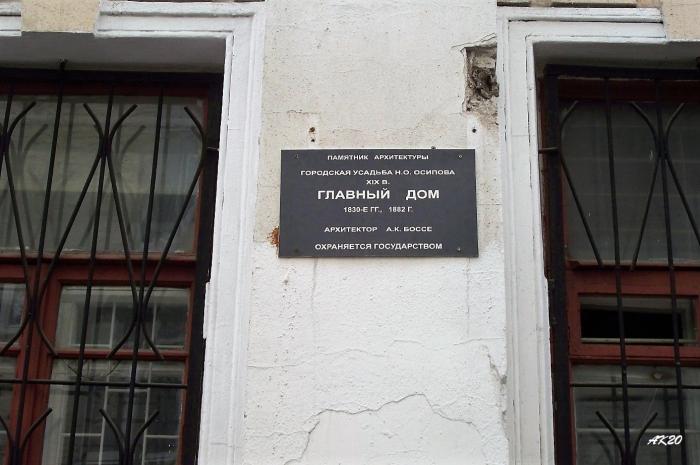 ПАМЯТНИК АРХИТЕКТУРЫ
ГОРОДСКАЯ УСАДЬБА Н.О. ОСИПОВА
XIX В.
ГЛАВНЫЙ ДОМ
1830-Е ГГ., 1882 Г.
АРХИТЕКТОР А.К. БОССЕ
ОХРАНЯЕТСЯ ГОСУДАРСТВОМ
AK20